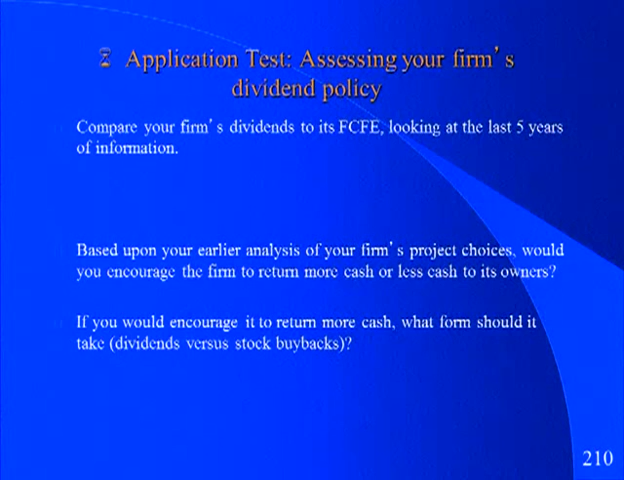 Application Test: Assessing your firm’s
dividend policy
Compare your firm’s dividends to its FCFE, looking at the last 5 years
of information.
Based upon your earlier analysis of your firm’s project choices, would
you encourage the firm to return more cash or less cash to its owners?
If you would encourage it to return more cash, what form should it
take (dividends versus stock buybacks)?
210